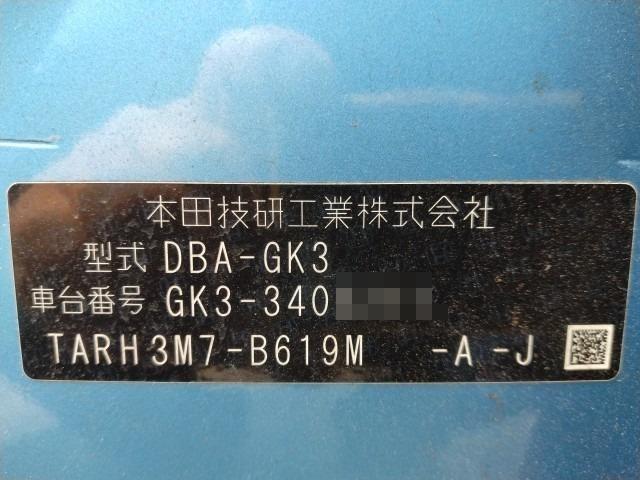 本田技研工業株式会社
型式 DBA-GK3
車台番号 GK3-340
TARH3M7-B619M -A -J